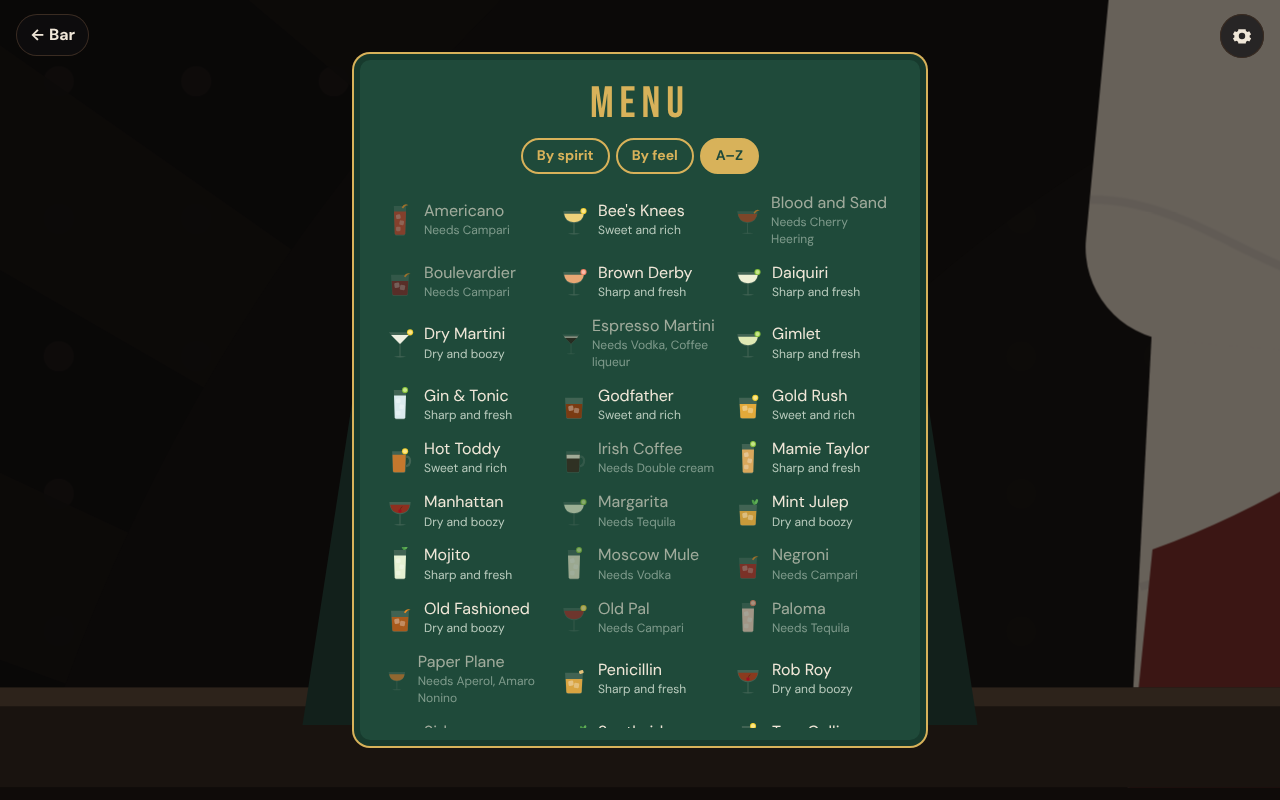 ← Bar
MENU
By spirit
By feel
A–Z
Americano
Needs Campari
Bee's Knees
Sweet and rich
Blood and Sand
Needs Cherry
Heering
Boulevardier
Needs Campari
Brown Derby
Sharp and fresh
Daiquiri
Sharp and fresh
Dry Martini
Dry and boozy
Espresso Martini
Needs Vodka, Coffee
liqueur
Gimlet
Sharp and fresh
Gin & Tonic
Sharp and fresh
Godfather
Sweet and rich
Gold Rush
Sweet and rich
Hot Toddy
Sweet and rich
Irish Coffee
Needs Double cream
Mamie Taylor
Sharp and fresh
Manhattan
Dry and boozy
Margarita
Needs Tequila
Mint Julep
Dry and boozy
Mojito
Sharp and fresh
Moscow Mule
Needs Vodka
Negroni
Needs Campari
Old Fashioned
Dry and boozy
Old Pal
Needs Campari
Paloma
Needs Tequila
Paper Plane
Needs Aperol, Amaro
Nonino
Penicillin
Sharp and fresh
Rob Roy
Dry and boozy